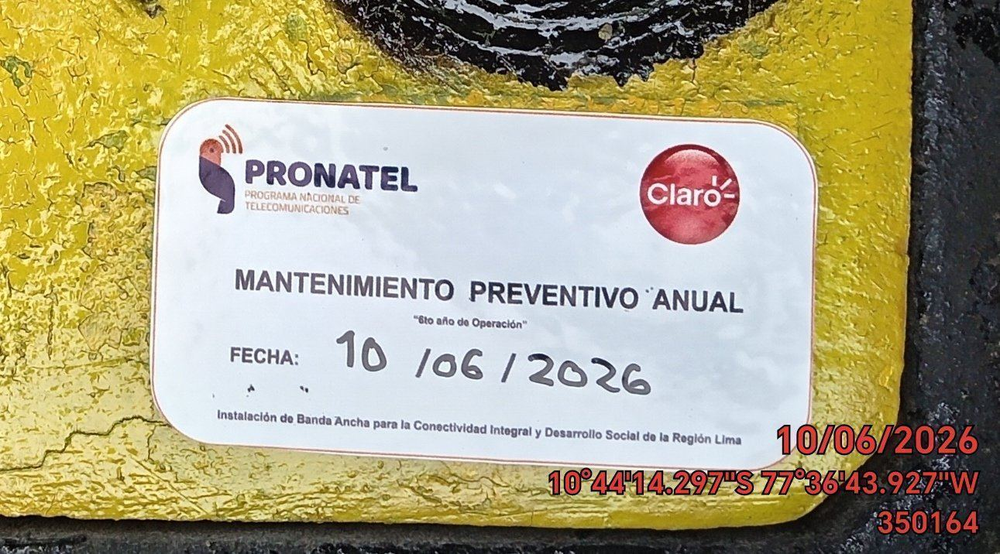 PRONATEL
PROGRAMA NACIONAL DE
TELECOMUNICACIONES
Claro
MANTENIMIENTO PREVENTIVO ANUAL
"6to año de Operación"
FECHA: 10 / 06 / 2026
Instalación de Banda Ancha para la Conectividad Integral y Desarrollo Social de la Región Lima
10/06/2026
10°44'14.297"S 77°36'43.927"W
350164